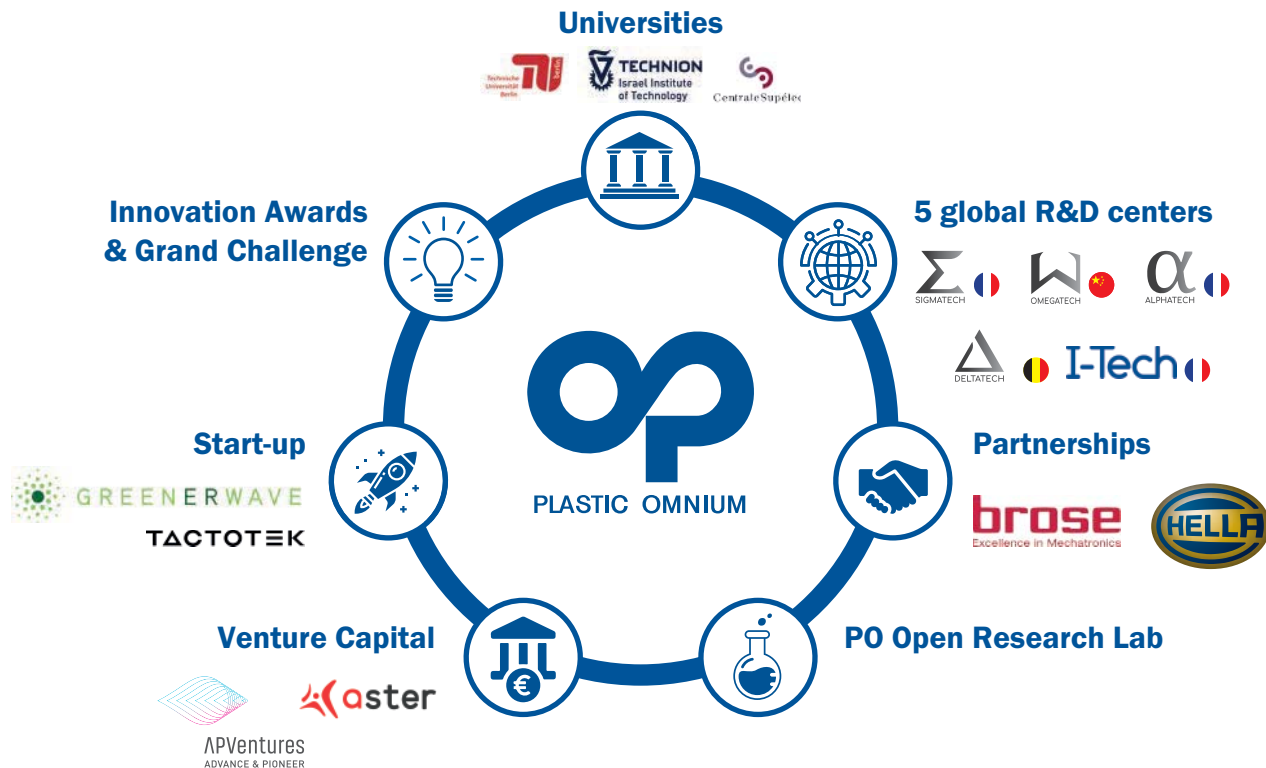 Universities
Technische
Universität
Berlin
berlin
TECHNION
Israel Institute
of Technology
CentraleSupélec
Innovation Awards
& Grand Challenge
5 global R&D centers
Σ
SIGMATECH
OMEGATECH
α
ALPHATECH
DELTATECH
I-Tech
Start-up
GREENERWAVE
TACTOTEK
PLASTIC OMNIUM
Partnerships
brose
Excellence in Mechatronics
HELLA
Venture Capital
€
aster
APVentures
ADVANCE & PIONEER
PO Open Research Lab